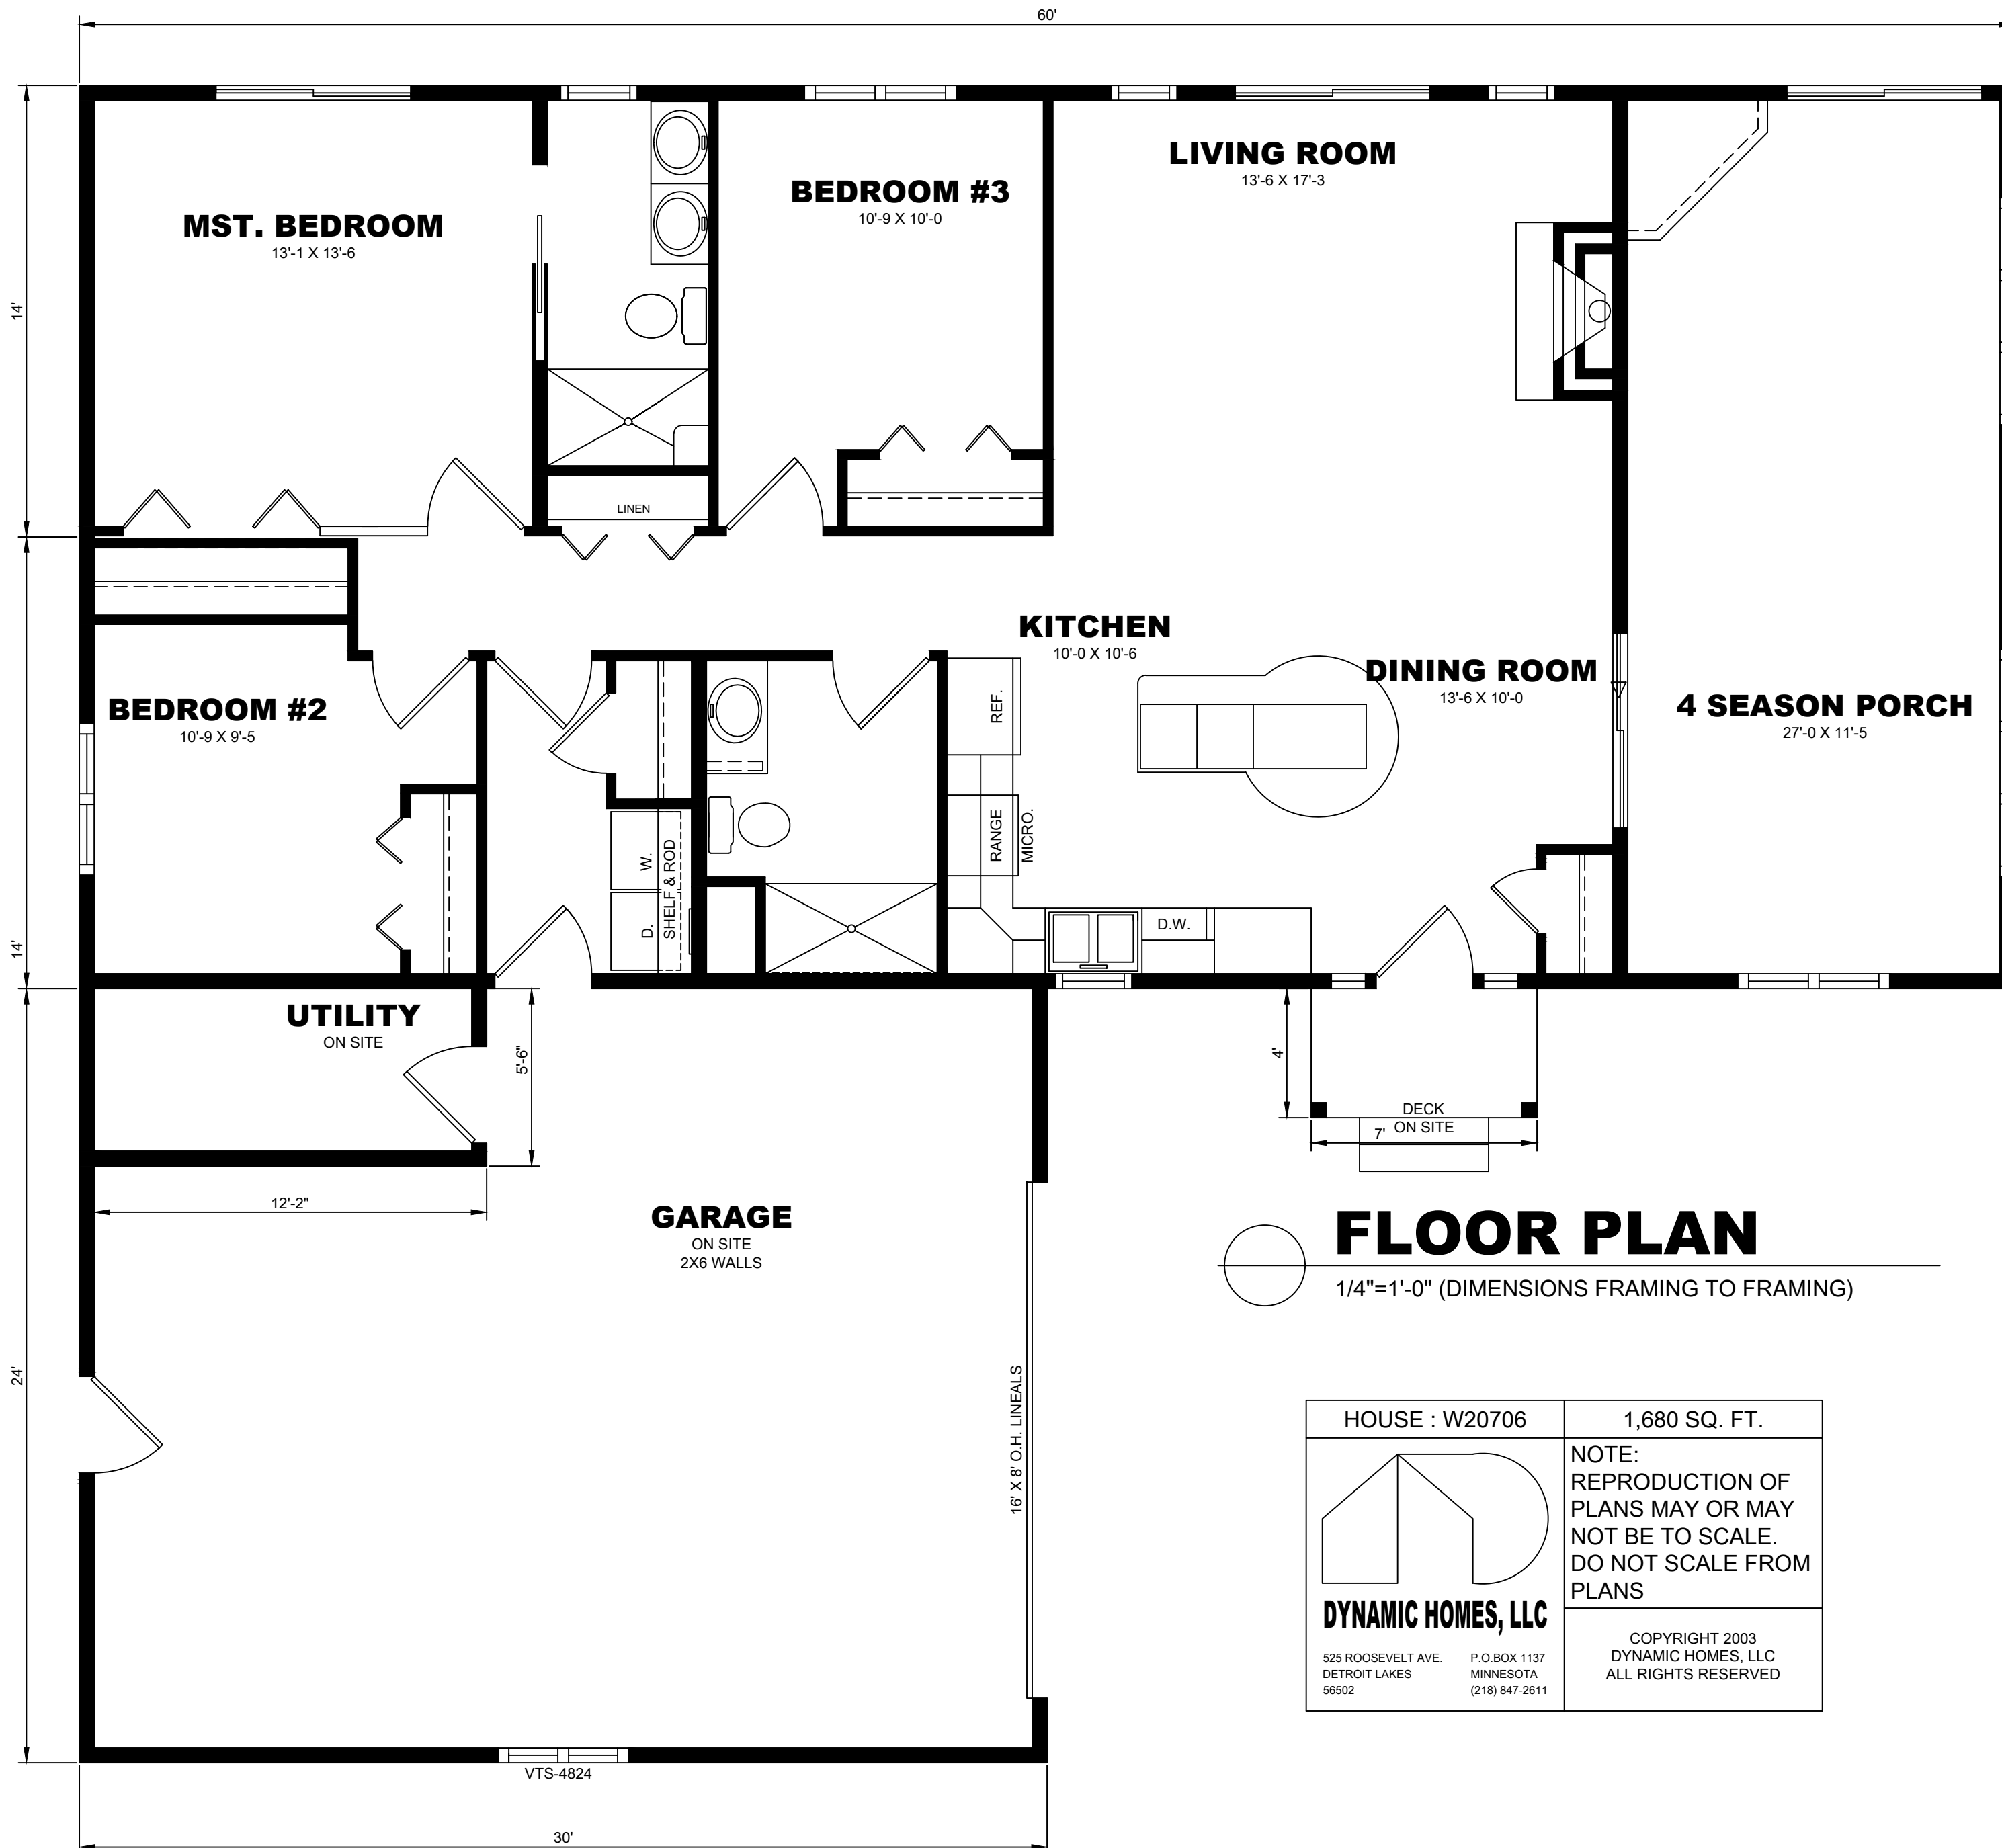 60'
MST. BEDROOM
13'-1 X 13'-6
BEDROOM #3
10'-9 X 10'-0
LIVING ROOM
13'-6 X 17'-3
14'
LINEN
KITCHEN
10'-0 X 10'-6
DINING ROOM
13'-6 X 10'-0
4 SEASON PORCH
27'-0 X 11'-5
BEDROOM #2
10'-9 X 9'-5
REF.
RANGE
MICRO.
W.
D.
SHELF & ROD
D.W.
14'
UTILITY
ON SITE
5'-6"
12'-2"
4'
DECK
ON SITE
7'
GARAGE
ON SITE
2X6 WALLS
24'
16' X 8' O.H. LINEALS
VTS-4824
30'
FLOOR PLAN
1/4"=1'-0" (DIMENSIONS FRAMING TO FRAMING)
HOUSE : W20706
1,680 SQ. FT.
NOTE:
REPRODUCTION OF
PLANS MAY OR MAY
NOT BE TO SCALE.
DO NOT SCALE FROM
PLANS
DYNAMIC HOMES, LLC
525 ROOSEVELT AVE. P.O.BOX 1137
DETROIT LAKES MINNESOTA
56502 (218) 847-2611
COPYRIGHT 2003
DYNAMIC HOMES, LLC
ALL RIGHTS RESERVED